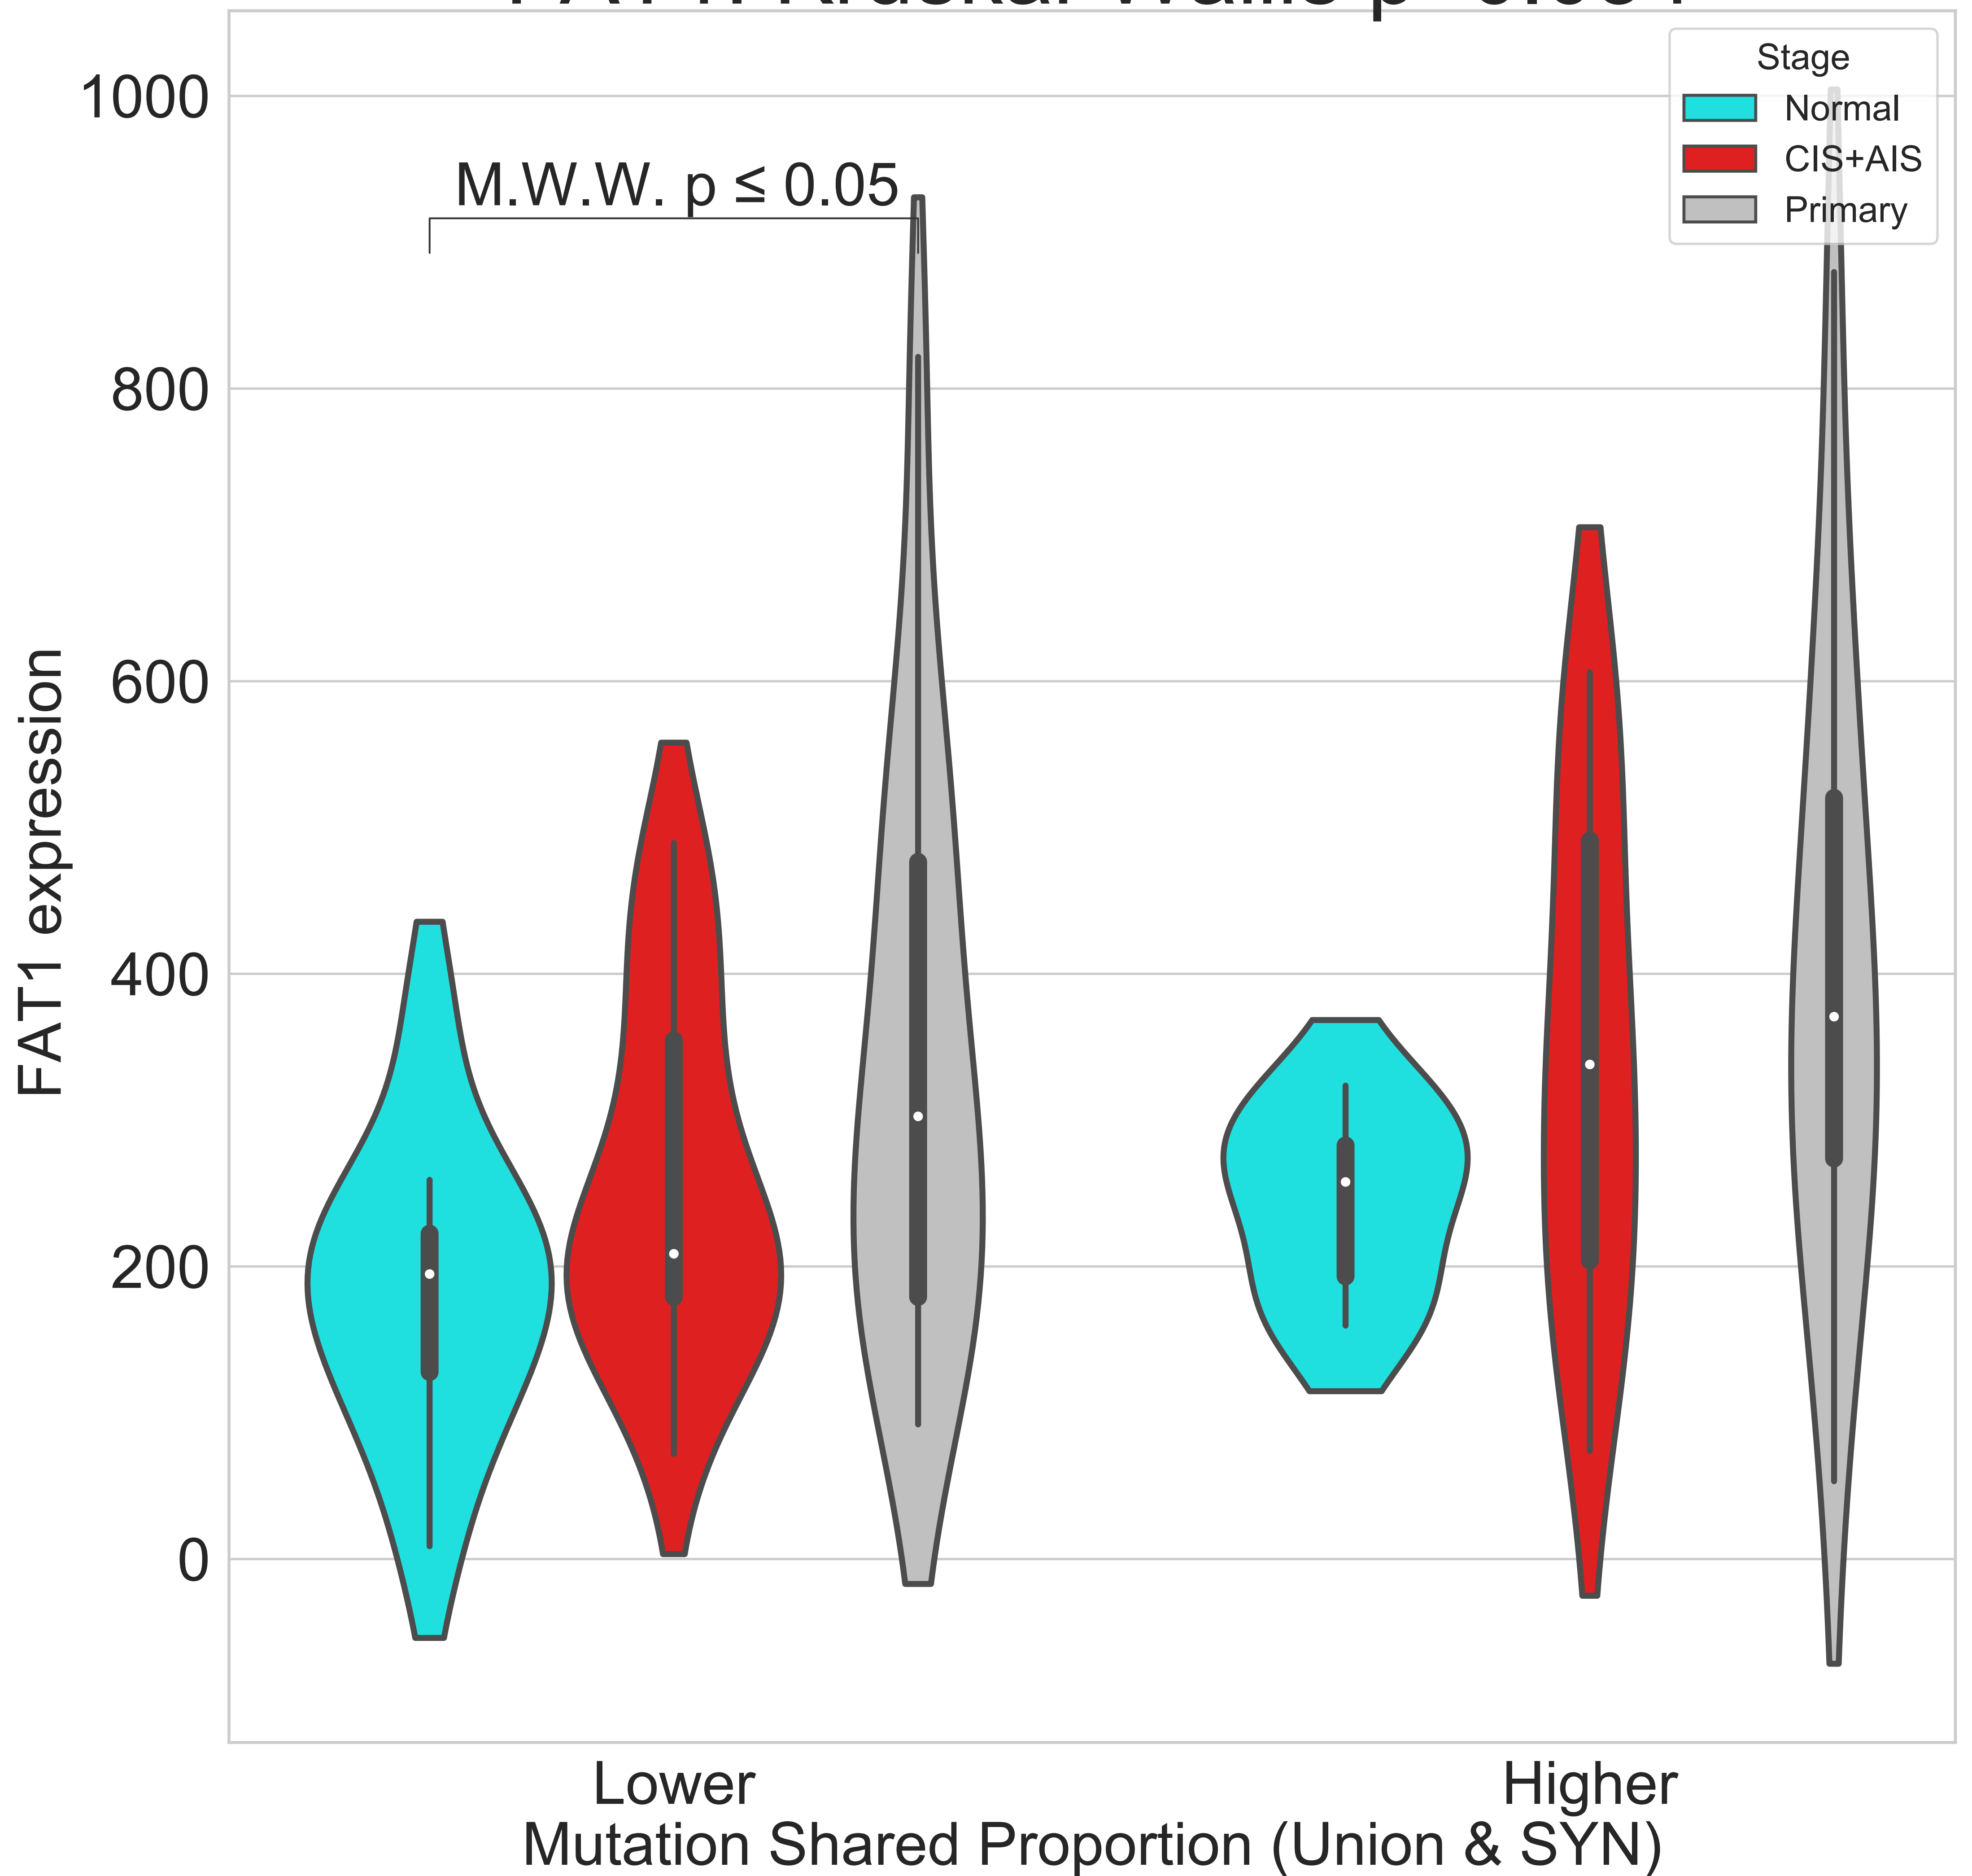 Stage
Normal
CIS+AIS
Primary
M.W.W. p ≤ 0.05
1000
800
600
400
200
0
FAT1 expression
Lower
Higher
Mutation Shared Proportion (Union & SYN)